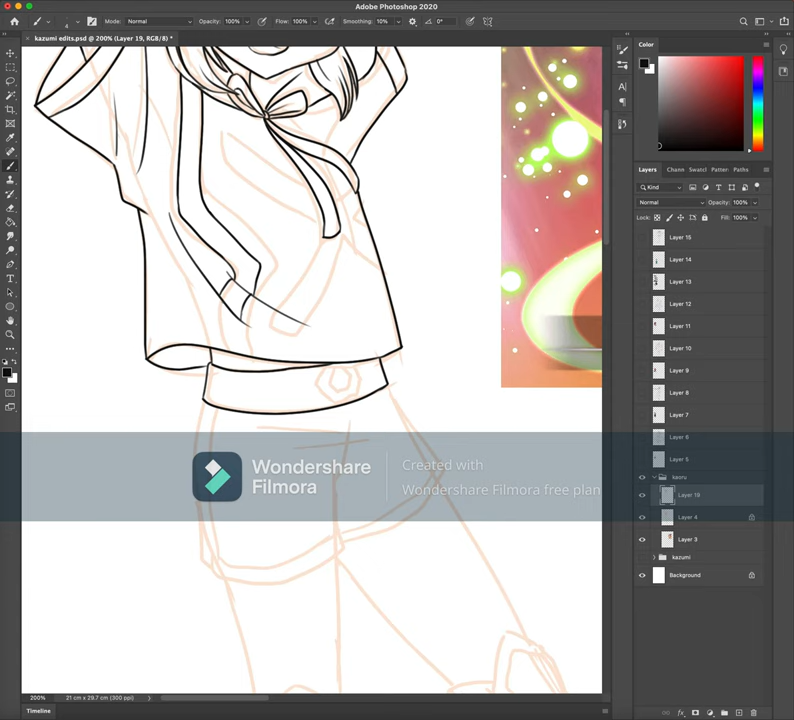 Adobe Photoshop 2020
Mode: Normal Opacity: 100% Flow: 100% Smoothing: 10% 0°
kazumi edits.psd @ 200% (Layer 19, RGB/8) *
Color
Layers Chann Swatcl Patter Paths
Kind
Normal Opacity: 100%
Lock: Fill: 100%
Layer 15
Layer 14
Layer 13
Layer 12
Layer 11
Layer 10
Layer 9
Layer 8
Layer 7
Layer 6
Layer 5
kaoru
Layer 19
Layer 4
Layer 3
kazumi
Background
Wondershare
Filmora
Created with
Wondershare Filmora free plan
200% 21 cm x 29.7 cm (300 ppi)
Timeline